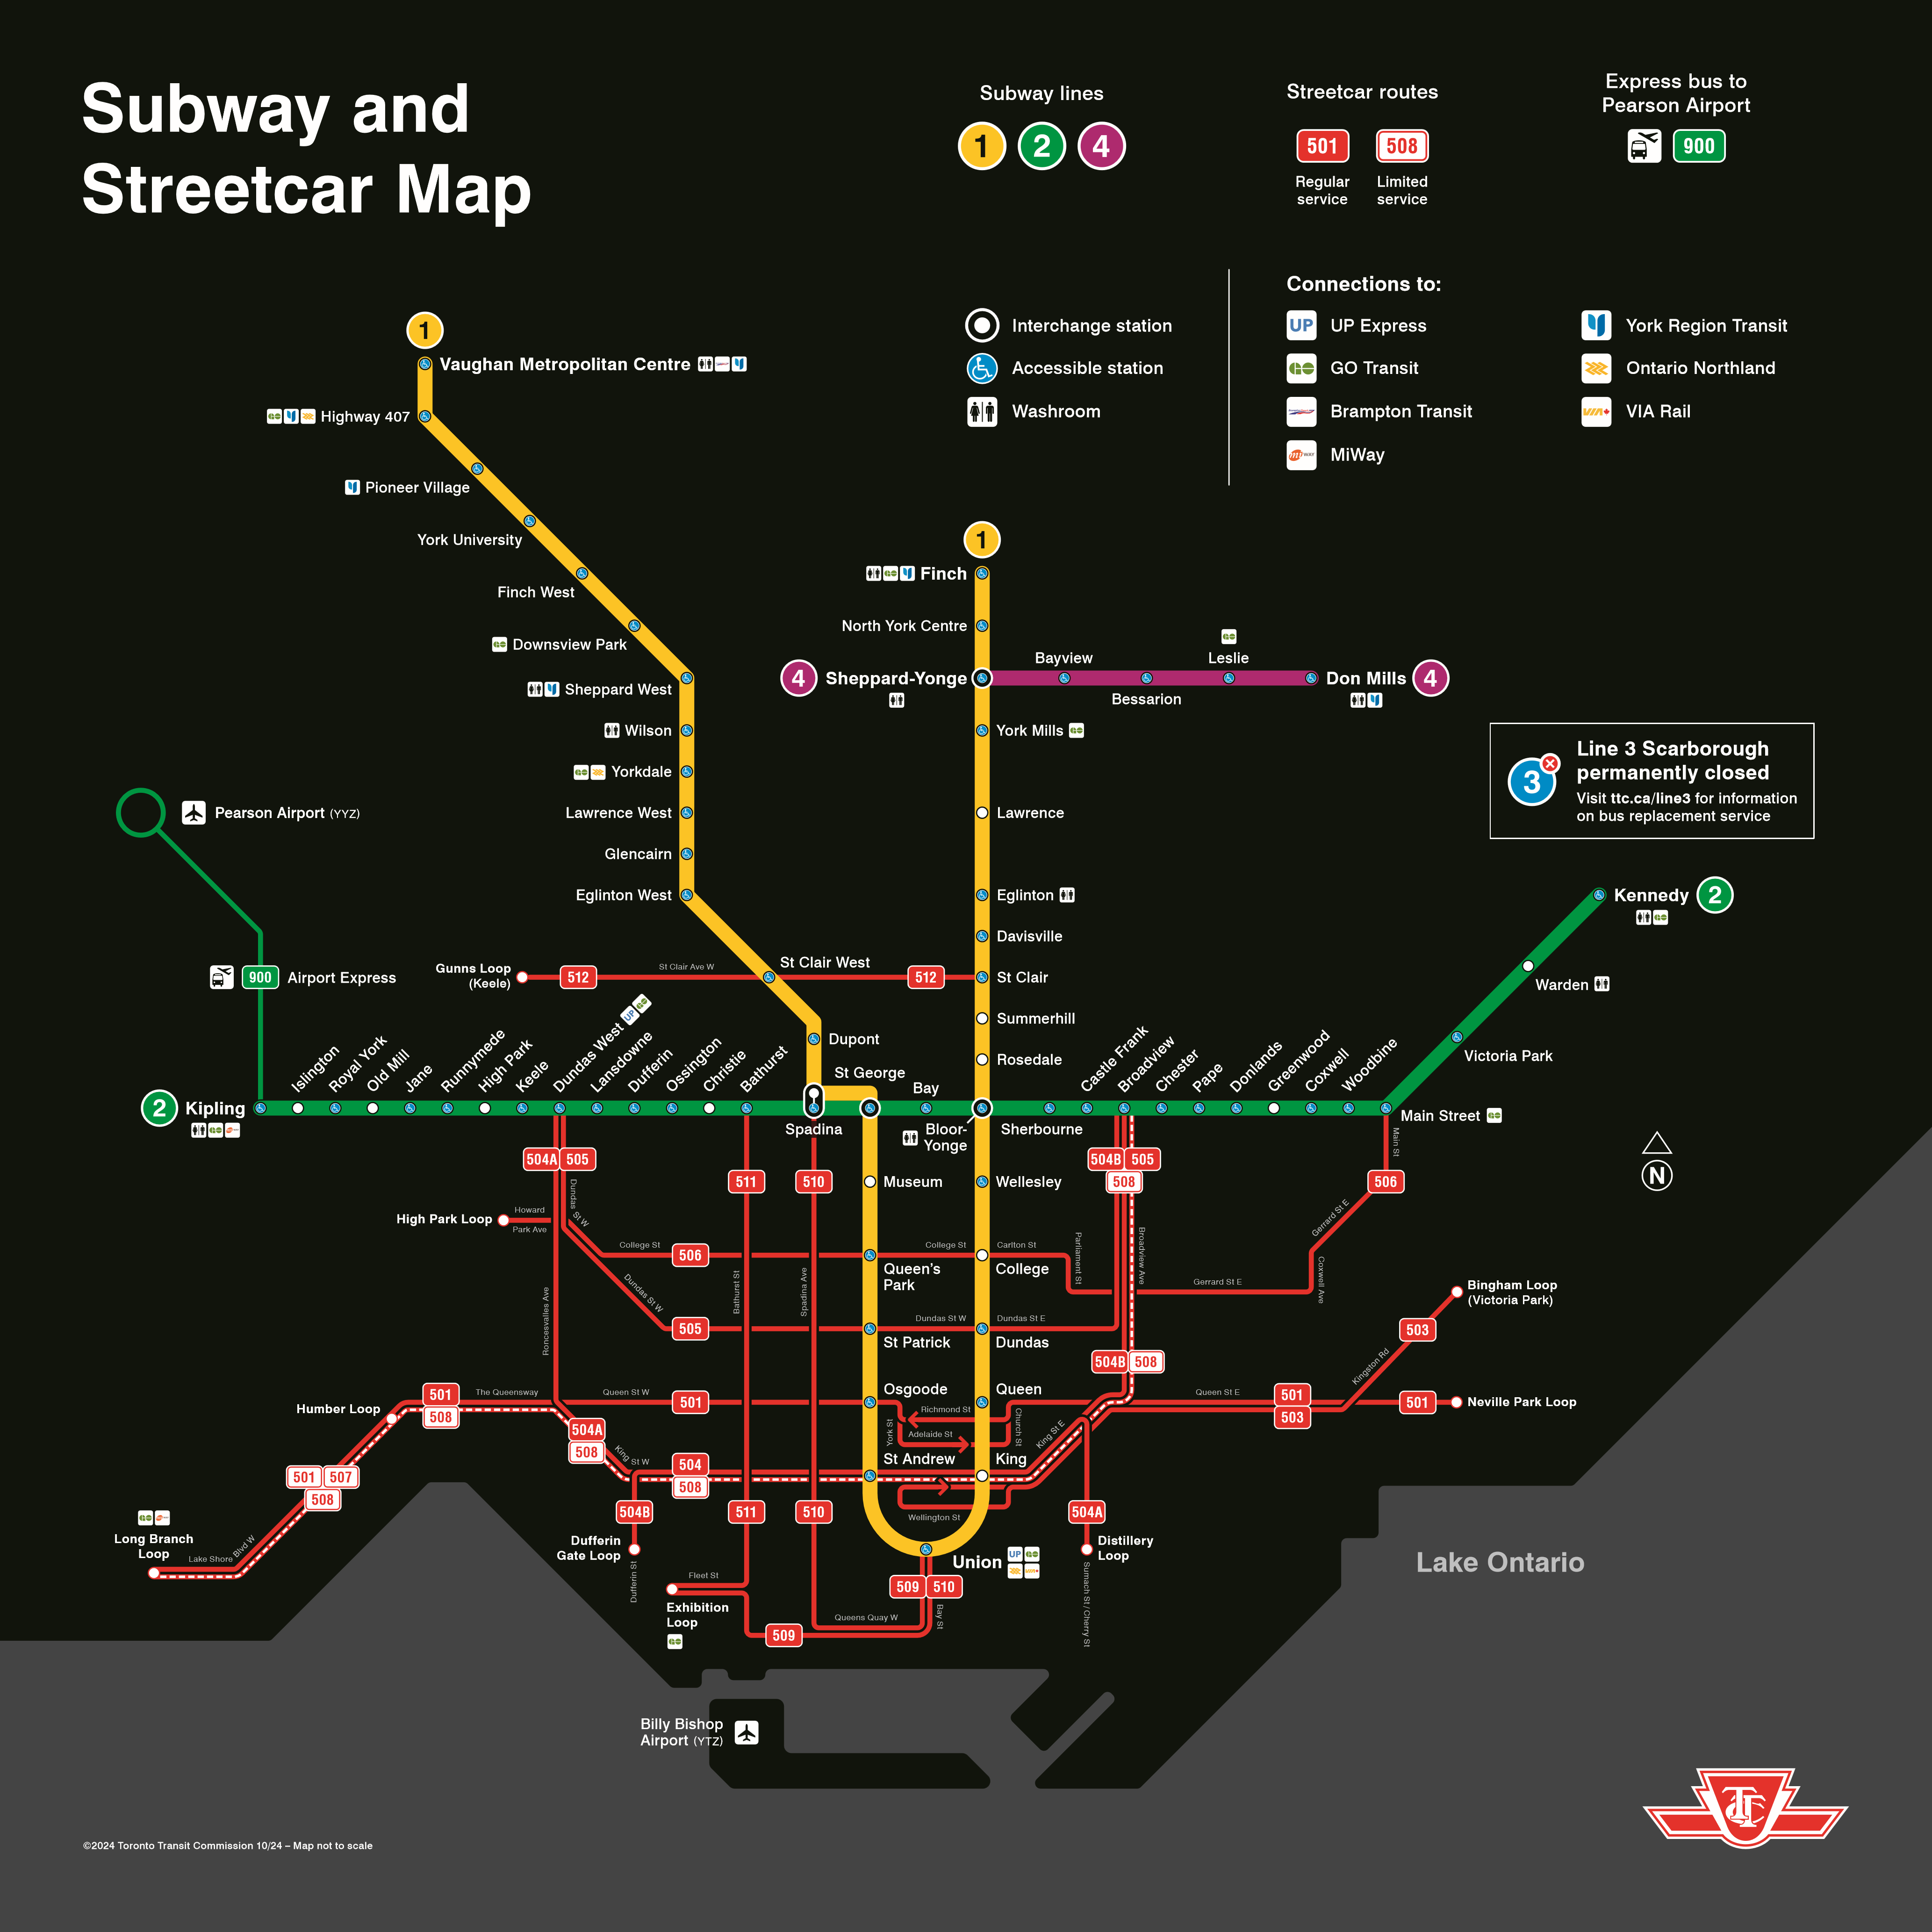 Subway and
Streetcar Map
Subway lines
1
2
4
Streetcar routes
501
508
Regular
service
Limited
service
Express bus to
Pearson Airport
900
Interchange station
Accessible station
Washroom
Connections to:
UP
UP Express
GO Transit
Brampton Transit
MiWay
York Region Transit
Ontario Northland
VIA Rail
1
Vaughan Metropolitan Centre
Highway 407
Pioneer Village
York University
Finch West
Downsview Park
Sheppard West
Wilson
Yorkdale
Lawrence West
Glencairn
Eglinton West
St Clair West
Dupont
St George
Spadina
1
Finch
North York Centre
4
Sheppard-Yonge
Bayview
Bessarion
Leslie
Don Mills
4
York Mills
Lawrence
Eglinton
Davisville
St Clair
Summerhill
Rosedale
3
Line 3 Scarborough
permanently closed
Visit ttc.ca/line3 for information
on bus replacement service
Pearson Airport (YYZ)
900
Airport Express
Gunns Loop
(Keele)
512
St Clair Ave W
512
2
Kipling
Islington
Royal York
Old Mill
Jane
Runnymede
High Park
Keele
Dundas West
UP
Lansdowne
Dufferin
Ossington
Christie
Bathurst
Bay
Bloor-
Yonge
Sherbourne
Castle Frank
Broadview
Chester
Pape
Donlands
Greenwood
Coxwell
Woodbine
Main Street
Victoria Park
Warden
Kennedy
2
N
504A
505
511
510
Museum
Wellesley
504B
505
508
Main St
506
High Park Loop
Howard
Park Ave
Dundas St W
College St
506
College St
Carlton St
Queen's
Park
College
Parliament St
Broadview Ave
Gerrard St E
Coxwell Ave
Gerrard St E
Roncesvalles Ave
Dundas St W
Bathurst St
Spadina Ave
505
Dundas St W
Dundas St E
St Patrick
Dundas
504B
508
Bingham Loop
(Victoria Park)
503
Kingston Rd
Humber Loop
501
508
The Queensway
Queen St W
501
Osgoode
Queen
Queen St E
501
503
501
Neville Park Loop
Richmond St
Adelaide St
York St
Church St
King St E
504A
508
King
St W
504
508
St Andrew
King
Wellington St
501
507
508
Long Branch
Loop
Lake Shore
Blvd W
504B
Dufferin
Gate Loop
Dufferin St
511
510
504A
Distillery
Loop
Sumach St / Cherry St
Union
UP
509
510
Bay St
Fleet St
Exhibition
Loop
509
Queens Quay W
Lake Ontario
Billy Bishop
Airport (YTZ)
TTC
©2024 Toronto Transit Commission 10/24 – Map not to scale